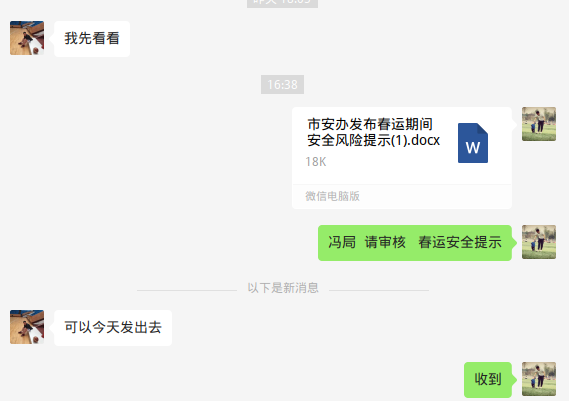 我先看看
16:38
市安办发布春运期间
安全风险提示(1).docx
18K
W
微信电脑版
冯局 请审核 春运安全提示
以下是新消息
可以今天发出去
收到